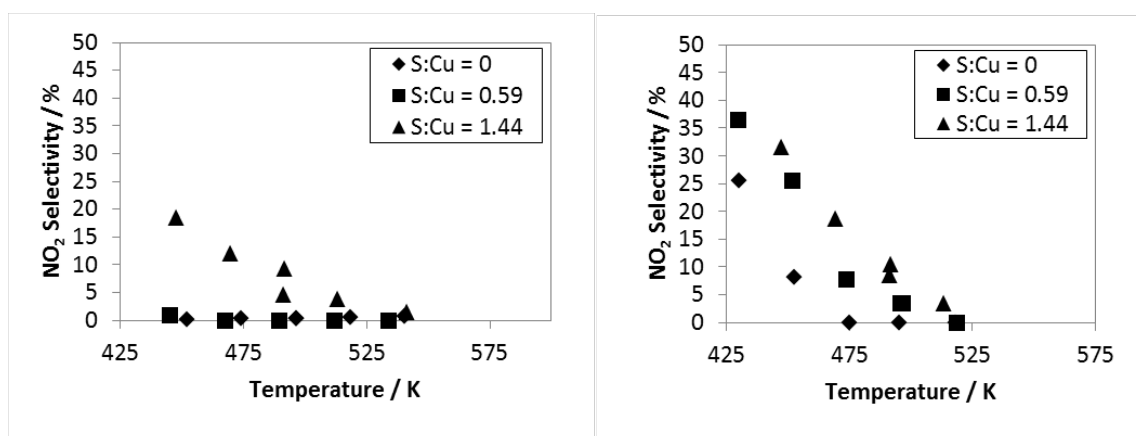 50
45
40
35
30
25
20
15
10
5
0
NO₂ Selectivity / %
S:Cu = 0
S:Cu = 0.59
S:Cu = 1.44
425 475 525 575
Temperature / K
50
45
40
35
30
25
20
15
10
5
0
NO₂ Selectivity / %
S:Cu = 0
S:Cu = 0.59
S:Cu = 1.44
425 475 525 575
Temperature / K